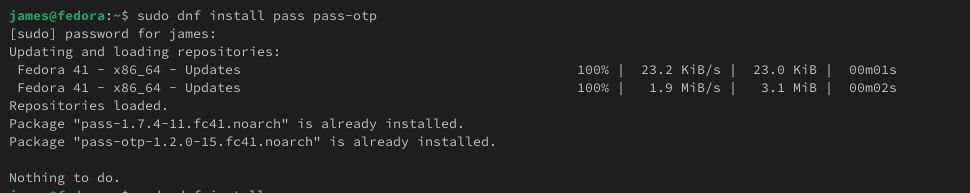 james@fedora:~$ sudo dnf install pass pass-otp
[sudo] password for james:
Updating and loading repositories:
 Fedora 41 - x86_64 - Updates                                   100% |  23.2 KiB/s |  23.0 KiB |  00m01s
 Fedora 41 - x86_64 - Updates                                   100% |   1.9 MiB/s |   3.1 MiB |  00m02s
Repositories loaded.
Package "pass-1.7.4-11.fc41.noarch" is already installed.
Package "pass-otp-1.2.0-15.fc41.noarch" is already installed.

Nothing to do.